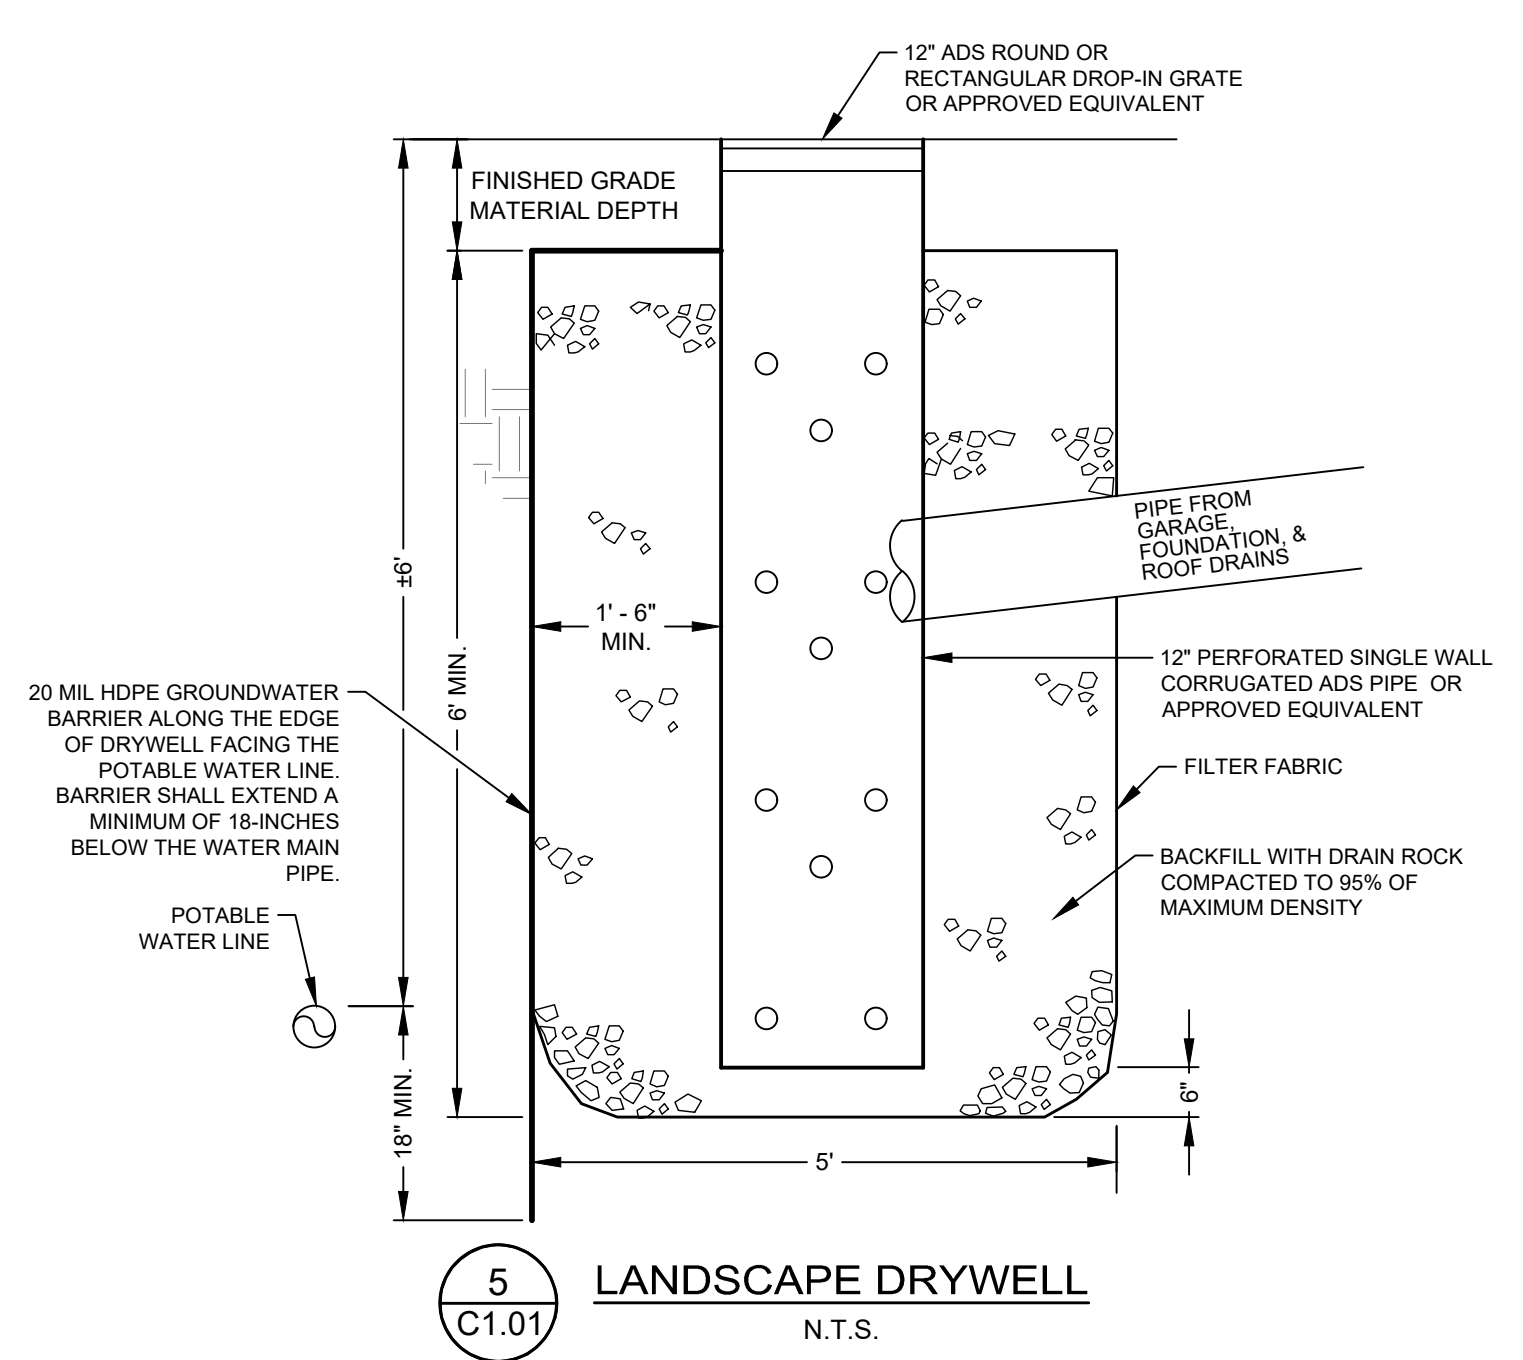 12" ADS ROUND OR
RECTANGULAR DROP-IN GRATE
OR APPROVED EQUIVALENT
FINISHED GRADE
MATERIAL DEPTH
PIPE FROM
GARAGE,
FOUNDATION, &
ROOF DRAINS
±6'
1' - 6"
MIN.
6' MIN.
12" PERFORATED SINGLE WALL
CORRUGATED ADS PIPE OR
APPROVED EQUIVALENT
20 MIL HDPE GROUNDWATER
BARRIER ALONG THE EDGE
OF DRYWELL FACING THE
POTABLE WATER LINE.
BARRIER SHALL EXTEND A
MINIMUM OF 18-INCHES
BELOW THE WATER MAIN
PIPE.
FILTER FABRIC
BACKFILL WITH DRAIN ROCK
COMPACTED TO 95% OF
MAXIMUM DENSITY
POTABLE
WATER LINE
18" MIN.
6"
5'
5
C1.01
LANDSCAPE DRYWELL
N.T.S.